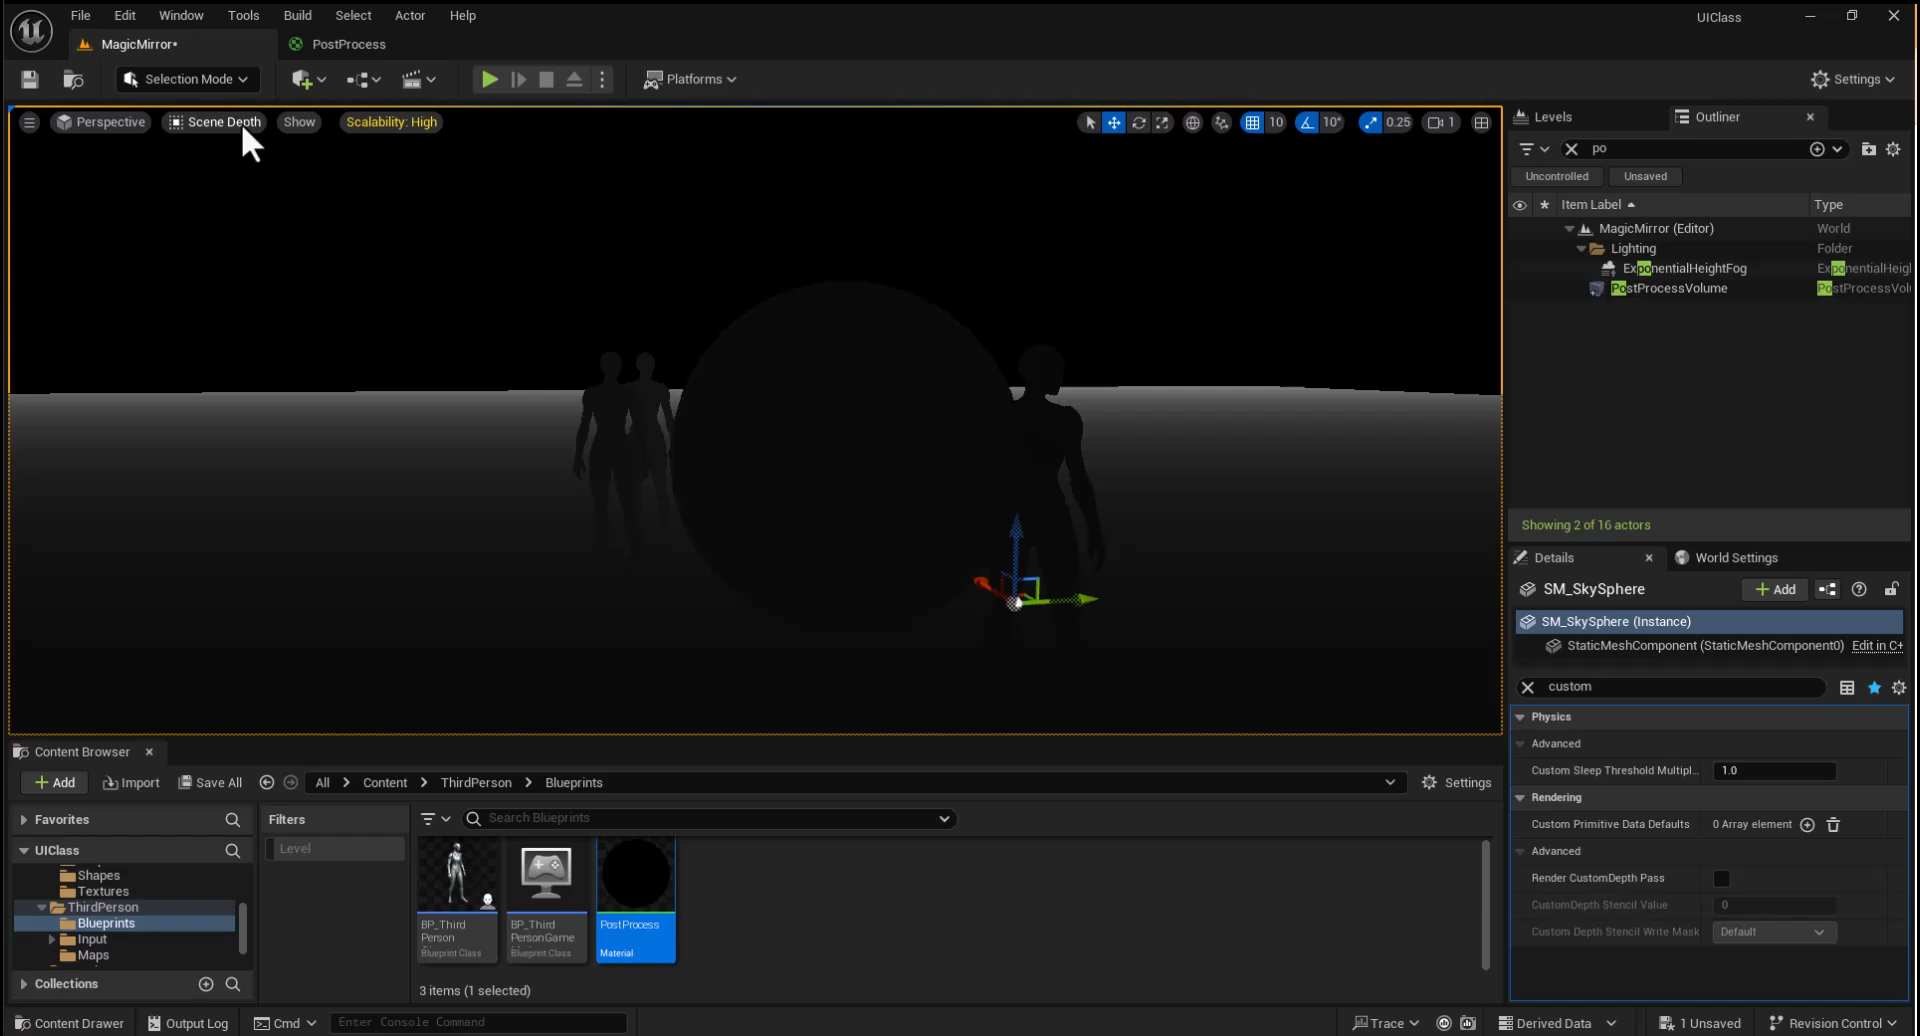 File Edit Window Tools Build Select Actor Help
UIClass
MagicMirror•
PostProcess
Selection Mode
Platforms
Settings
Perspective
Scene Depth
Show
Scalability: High
10
10°
0.25
1
Levels
Outliner
po
Uncontrolled
Unsaved
Item Label
Type
MagicMirror (Editor)
World
Lighting
Folder
ExponentialHeightFog
ExponentialHeigl
PostProcessVolume
PostProcessVolu
Showing 2 of 16 actors
Details
World Settings
SM_SkySphere
Add
SM_SkySphere (Instance)
StaticMeshComponent (StaticMeshComponent0)
Edit in C+
custom
Physics
Advanced
Custom Sleep Threshold Multipl...
1.0
Rendering
Custom Primitive Data Defaults
0 Array element
Advanced
Render CustomDepth Pass
CustomDepth Stencil Value
0
Custom Depth Stencil Write Mask
Default
Content Browser
Add
Import
Save All
All > Content > ThirdPerson > Blueprints
Settings
Favorites
Filters
Search Blueprints
UIClass
Level
Shapes
Textures
ThirdPerson
Blueprints
Input
Maps
Collections
BP_Third
Person
Blueprint Class
BP_Third
PersonGame
Blueprint Class
PostProcess
Material
3 items (1 selected)
Content Drawer
Output Log
Cmd
Enter Console Command
Trace
Derived Data
1 Unsaved
Revision Control